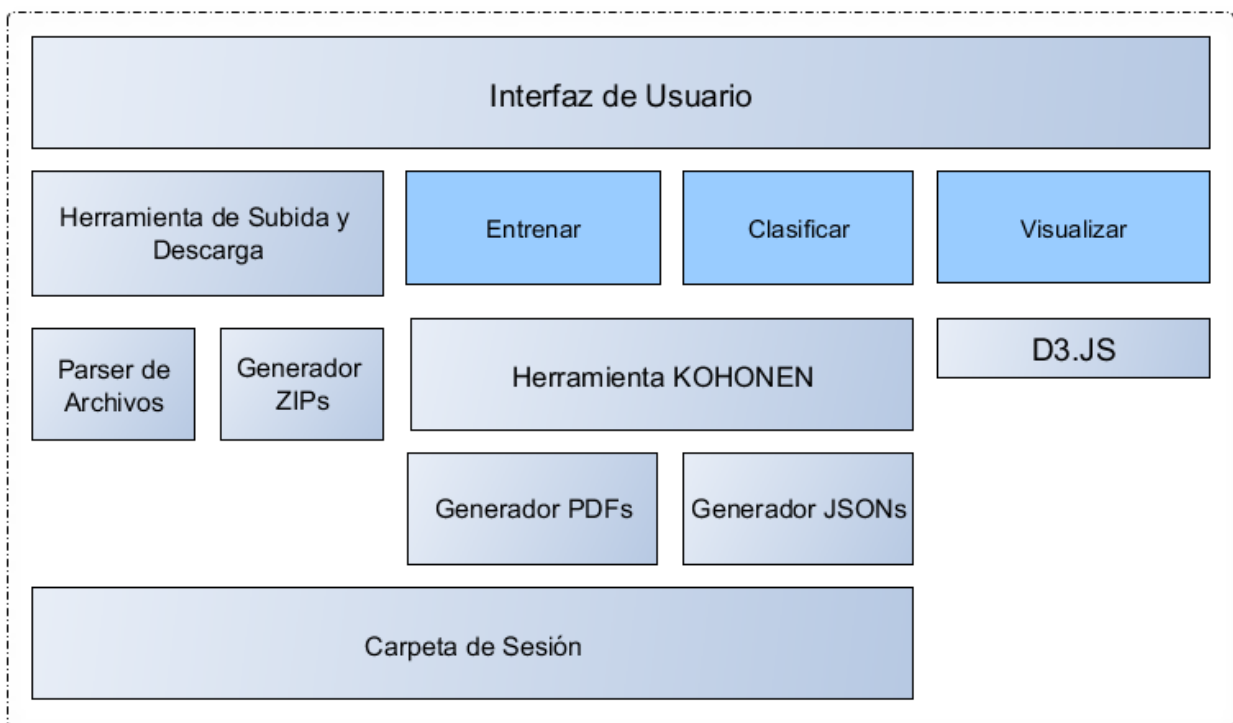 Interfaz de Usuario
Herramienta de Subida y
Descarga
Entrenar
Clasificar
Visualizar
Parser de
Archivos
Generador
ZIPs
Herramienta KOHONEN
D3.JS
Generador PDFs
Generador JSONs
Carpeta de Sesión